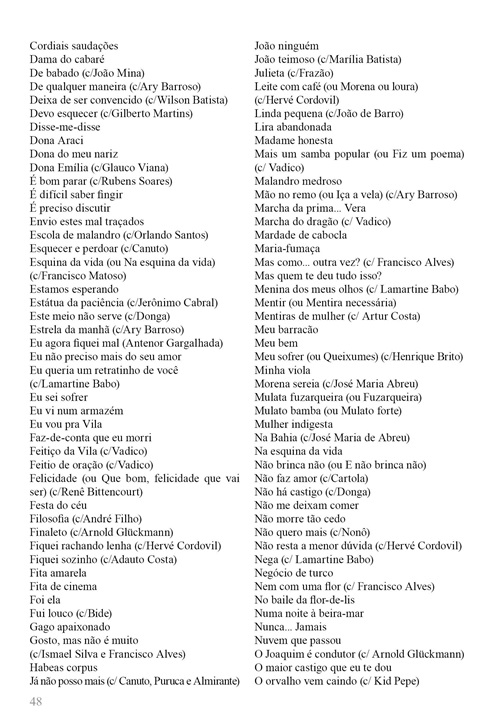 Cordiais saudações
Dama do cabaré
De babado (c/João Mina)
De qualquer maneira (c/Ary Barroso)
Deixa de ser convencido (c/Wilson Batista)
Devo esquecer (c/Gilberto Martins)
Disse-me-disse
Dona Araci
Dona do meu nariz
Dona Emília (c/Glauco Viana)
É bom parar (c/Rubens Soares)
É difícil saber fingir
É preciso discutir
Envio estes mal traçados
Escola de malandro (c/Orlando Santos)
Esquecer e perdoar (c/Canuto)
Esquina da vida (ou Na esquina da vida)
(c/Francisco Matoso)
Estamos esperando
Estátua da paciência (c/Jerônimo Cabral)
Este meio não serve (c/Donga)
Estrela da manhã (c/Ary Barroso)
Eu agora fiquei mal (Antenor Gargalhada)
Eu não preciso mais do seu amor
Eu queria um retratinho de você
(c/Lamartine Babo)
Eu sei sofrer
Eu vi num armazém
Eu vou pra Vila
Faz-de-conta que eu morri
Feitiço da Vila (c/Vadico)
Feitio de oração (c/Vadico)
Felicidade (ou Que bom, felicidade que vai
ser) (c/Renê Bittencourt)
Festa do céu
Filosofia (c/André Filho)
Finaleto (c/Arnold Glückmann)
Fiquei rachando lenha (c/Hervé Cordovil)
Fiquei sozinho (c/Adauto Costa)
Fita amarela
Fita de cinema
Foi ela
Fui louco (c/Bide)
Gago apaixonado
Gosto, mas não é muito
(c/Ismael Silva e Francisco Alves)
Habeas corpus
Já não posso mais (c/ Canuto, Puruca e Almirante)
João ninguém
João teimoso (c/Marília Batista)
Julieta (c/Frazão)
Leite com café (ou Morena ou loura)
(c/Hervé Cordovil)
Linda pequena (c/João de Barro)
Lira abandonada
Madame honesta
Mais um samba popular (ou Fiz um poema)
(c/ Vadico)
Malandro medroso
Mão no remo (ou Iça a vela) (c/Ary Barroso)
Marcha da prima... Vera
Marcha do dragão (c/ Vadico)
Mardade de cabocla
Maria-fumaça
Mas como... outra vez? (c/ Francisco Alves)
Mas quem te deu tudo isso?
Menina dos meus olhos (c/ Lamartine Babo)
Mentir (ou Mentira necessária)
Mentiras de mulher (c/ Artur Costa)
Meu barracão
Meu bem
Meu sofrer (ou Queixumes) (c/Henrique Brito)
Minha viola
Morena sereia (c/José Maria Abreu)
Mulata fuzarqueira (ou Fuzarqueira)
Mulato bamba (ou Mulato forte)
Mulher indigesta
Na Bahia (c/José Maria de Abreu)
Na esquina da vida
Não brinca não (ou E não brinca não)
Não faz amor (c/Cartola)
Não há castigo (c/Donga)
Não me deixam comer
Não morre tão cedo
Não quero mais (c/Nonô)
Não resta a menor dúvida (c/Hervé Cordovil)
Nega (c/ Lamartine Babo)
Negócio de turco
Nem com uma flor (c/ Francisco Alves)
No baile da flor-de-lis
Numa noite à beira-mar
Nunca... Jamais
Nuvem que passou
O Joaquim é condutor (c/ Arnold Glückmann)
O maior castigo que eu te dou
O orvalho vem caindo (c/ Kid Pepe)
48